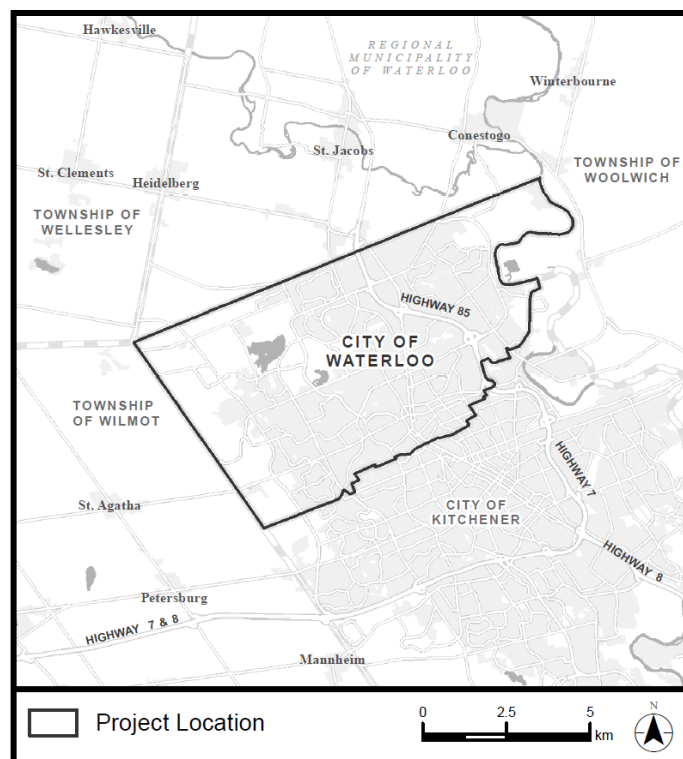 Hawkesville
REGIONAL
MUNICIPALITY
OF WATERLOO
Winterbourne
Conestogo
St. Jacobs
TOWNSHIP OF
WOOLWICH
St. Clements
Heidelberg
TOWNSHIP OF
WELLESLEY
HIGHWAY 85
CITY OF
WATERLOO
TOWNSHIP
OF WILMOT
HIGHWAY 7
St. Agatha
CITY OF
KITCHENER
HIGHWAY 8
Petersburg
HIGHWAY 7 & 8
Mannheim
Project Location
0 2.5 5
km
N